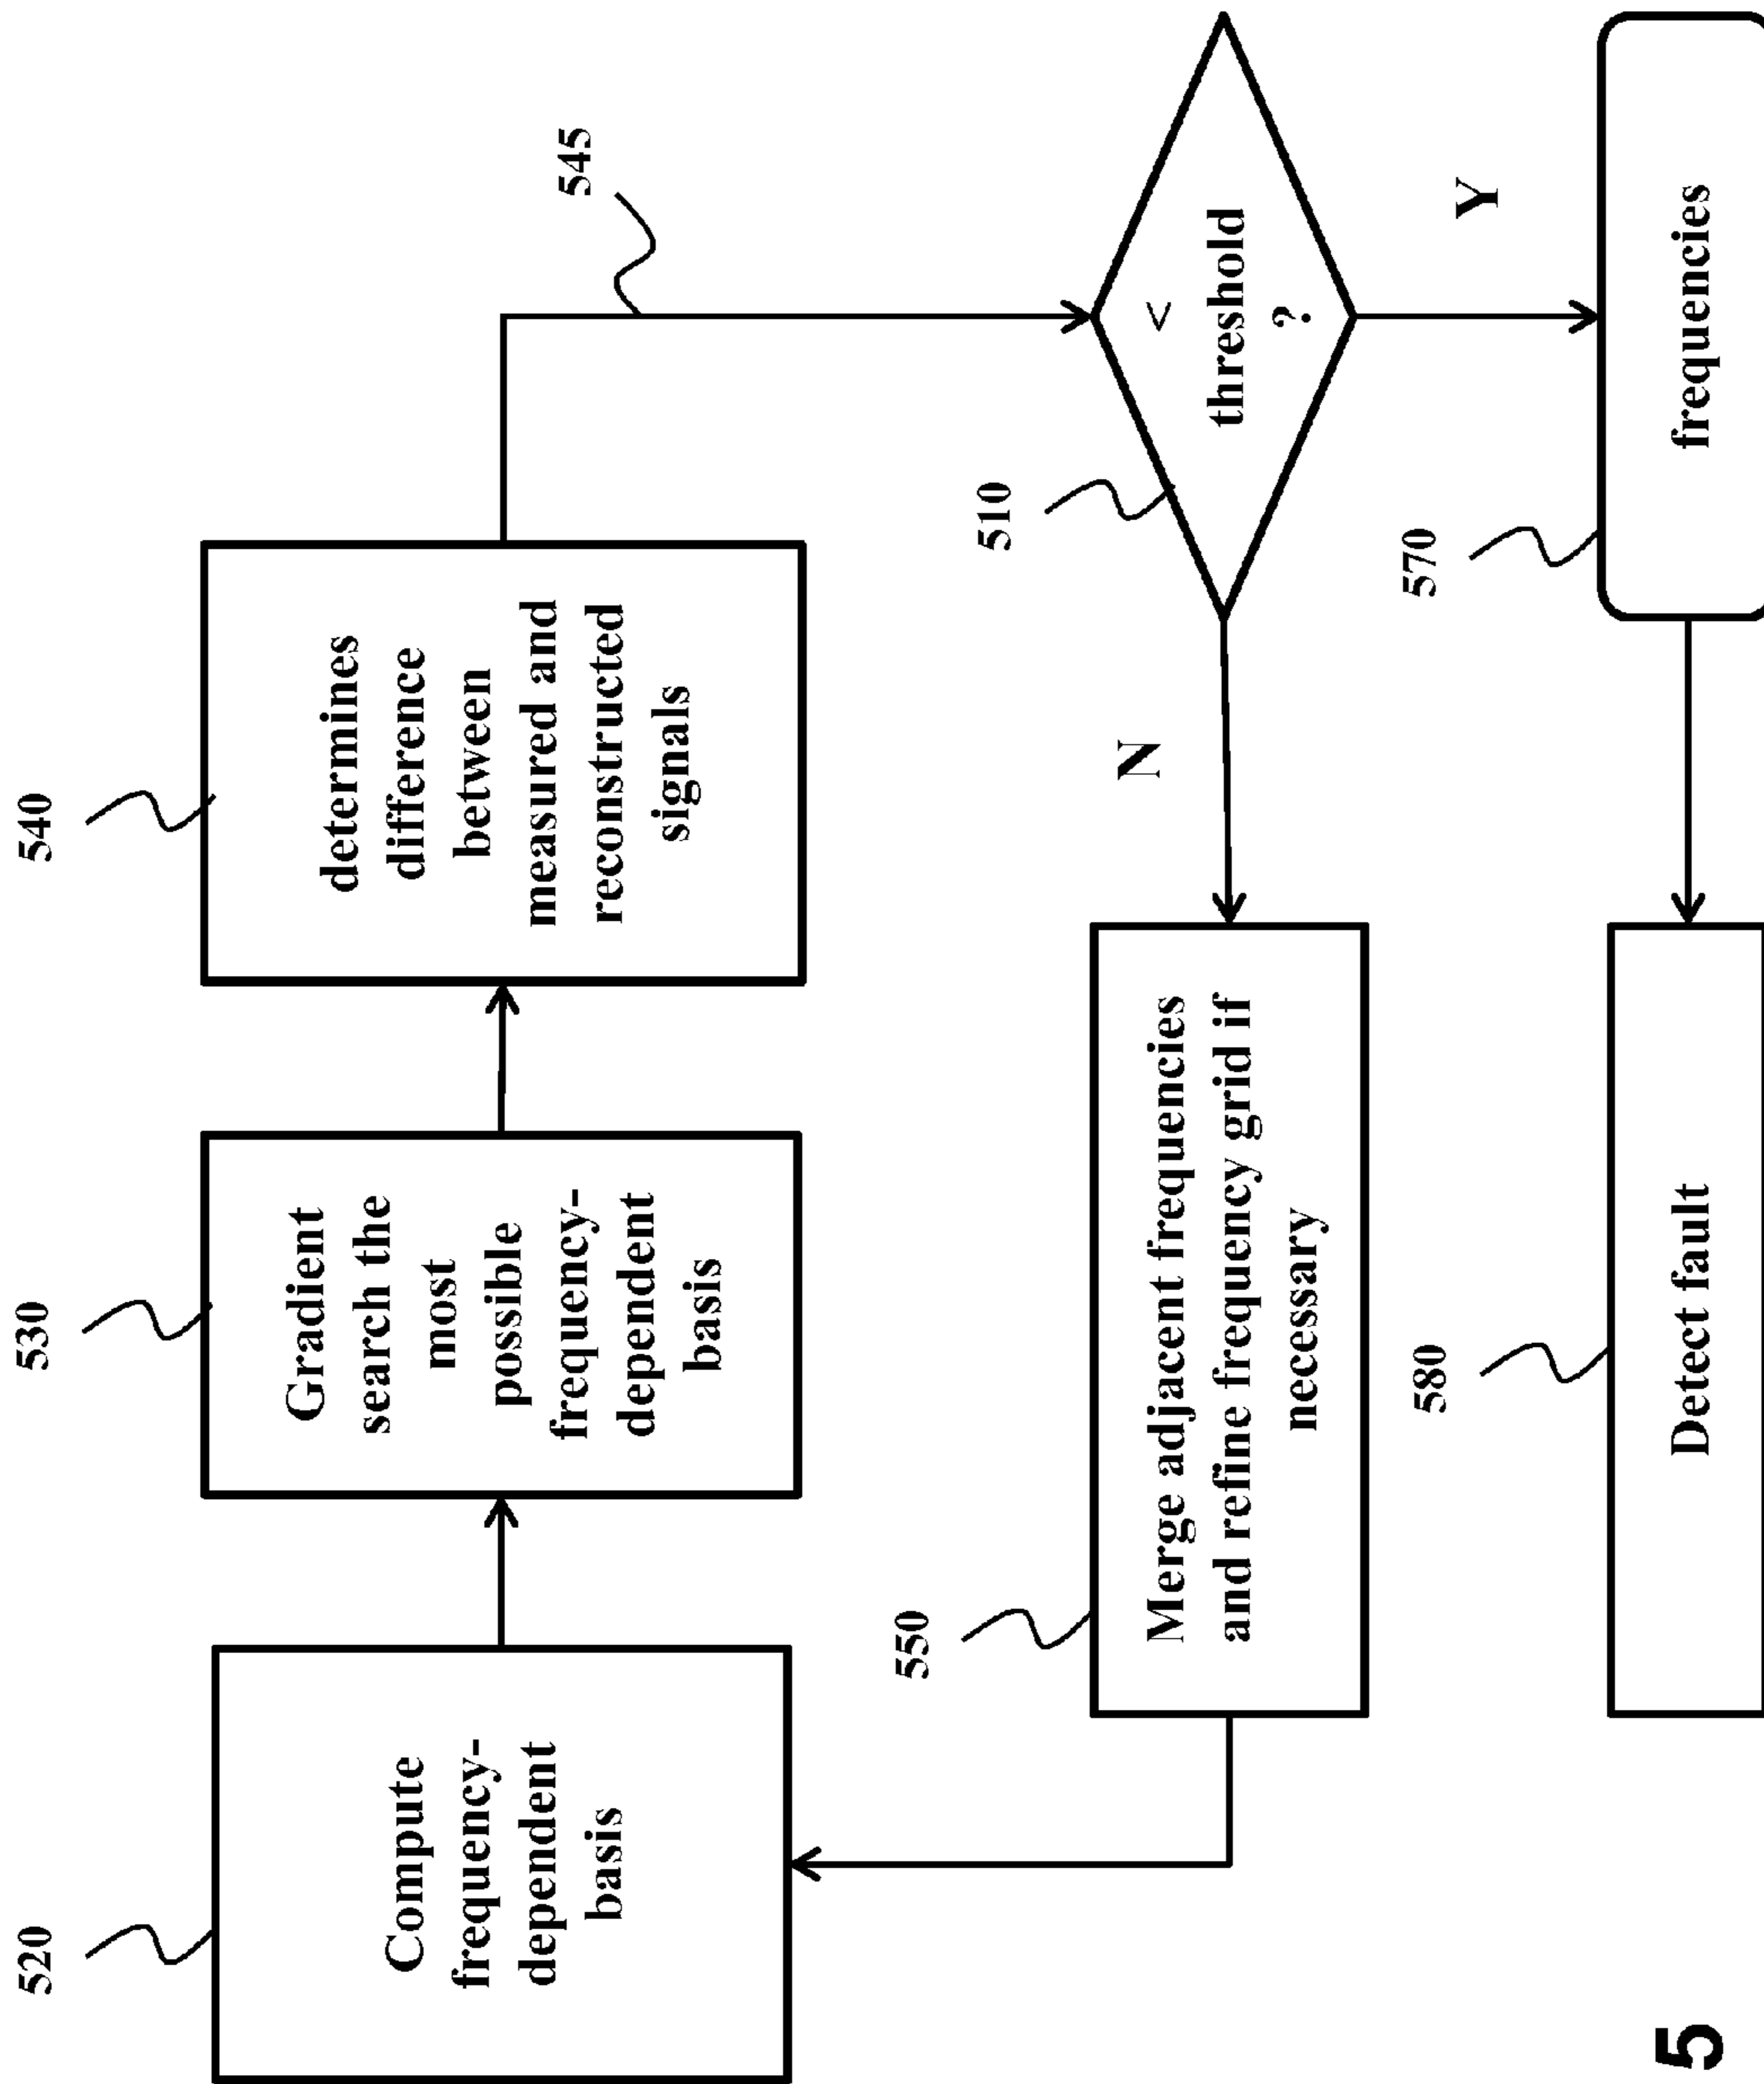 520
Compute
frequency-
dependent
basis
530
Gradient
search the
most
possible
frequency-
dependent
basis
540
determines
difference
between
measured and
reconstructed
signals
545
550
Merge adjacent frequencies
and refine frequency grid if
necessary
N
510
<
threshold
?
Y
580
Detect fault
570
frequencies
5